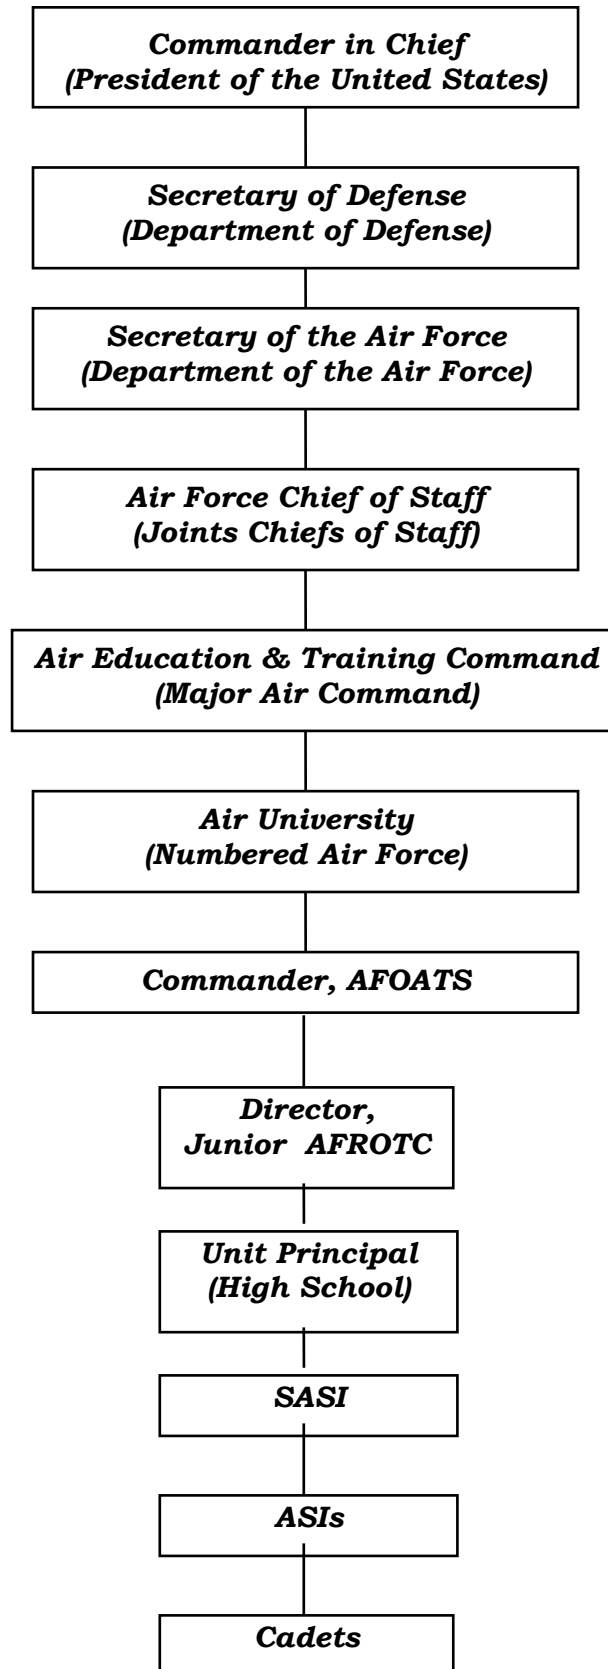 Commander in Chief
(President of the United States)
Secretary of Defense
(Department of Defense)
Secretary of the Air Force
(Department of the Air Force)
Air Force Chief of Staff
(Joints Chiefs of Staff)
Air Education & Training Command
(Major Air Command)
Air University
(Numbered Air Force)
Commander, AFOATS
Director,
Junior AFROTC
Unit Principal
(High School)
SASI
ASIs
Cadets